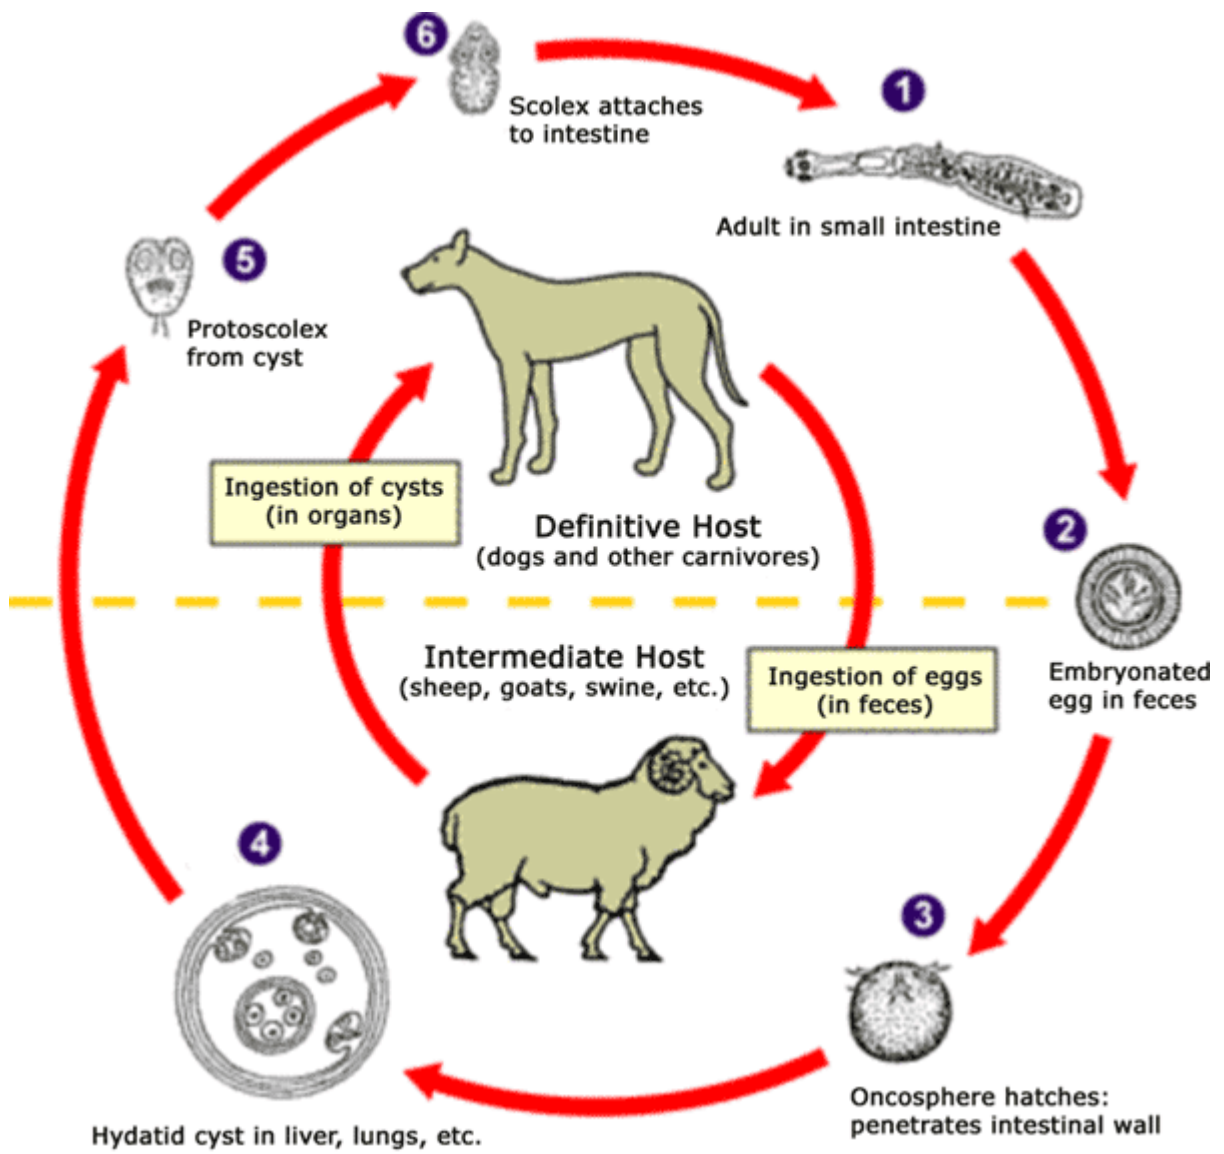 6
Scolex attaches
to intestine
1
Adult in small intestine
5
Protoscolex
from cyst
Ingestion of cysts
(in organs)
Definitive Host
(dogs and other carnivores)
2
Embryonated
egg in feces
Intermediate Host
(sheep, goats, swine, etc.)
Ingestion of eggs
(in feces)
4
Hydatid cyst in liver, lungs, etc.
3
Oncosphere hatches:
penetrates intestinal wall